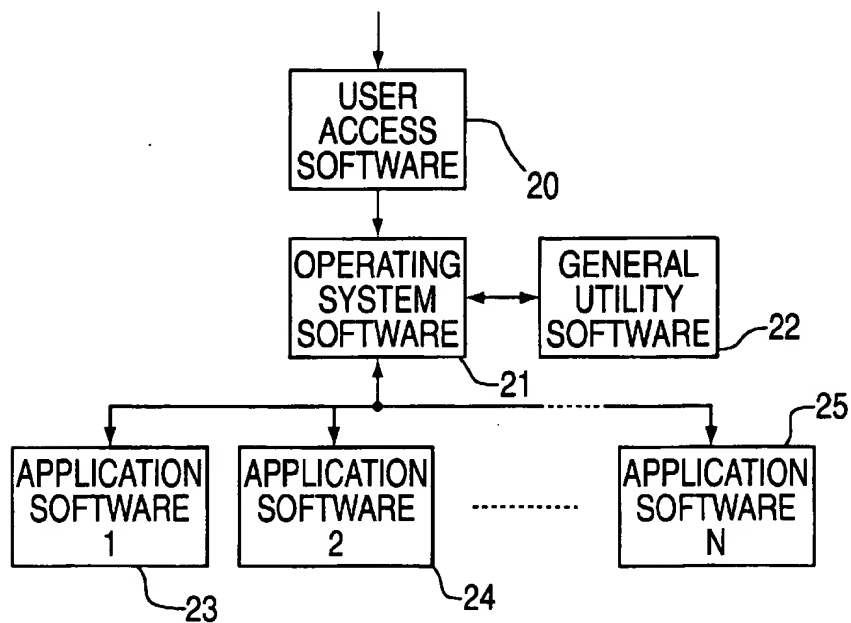 USER
ACCESS
SOFTWARE
20
OPERATING
SYSTEM
SOFTWARE
21
GENERAL
UTILITY
SOFTWARE
22
APPLICATION
SOFTWARE
1
23
APPLICATION
SOFTWARE
2
24
APPLICATION
SOFTWARE
N
25